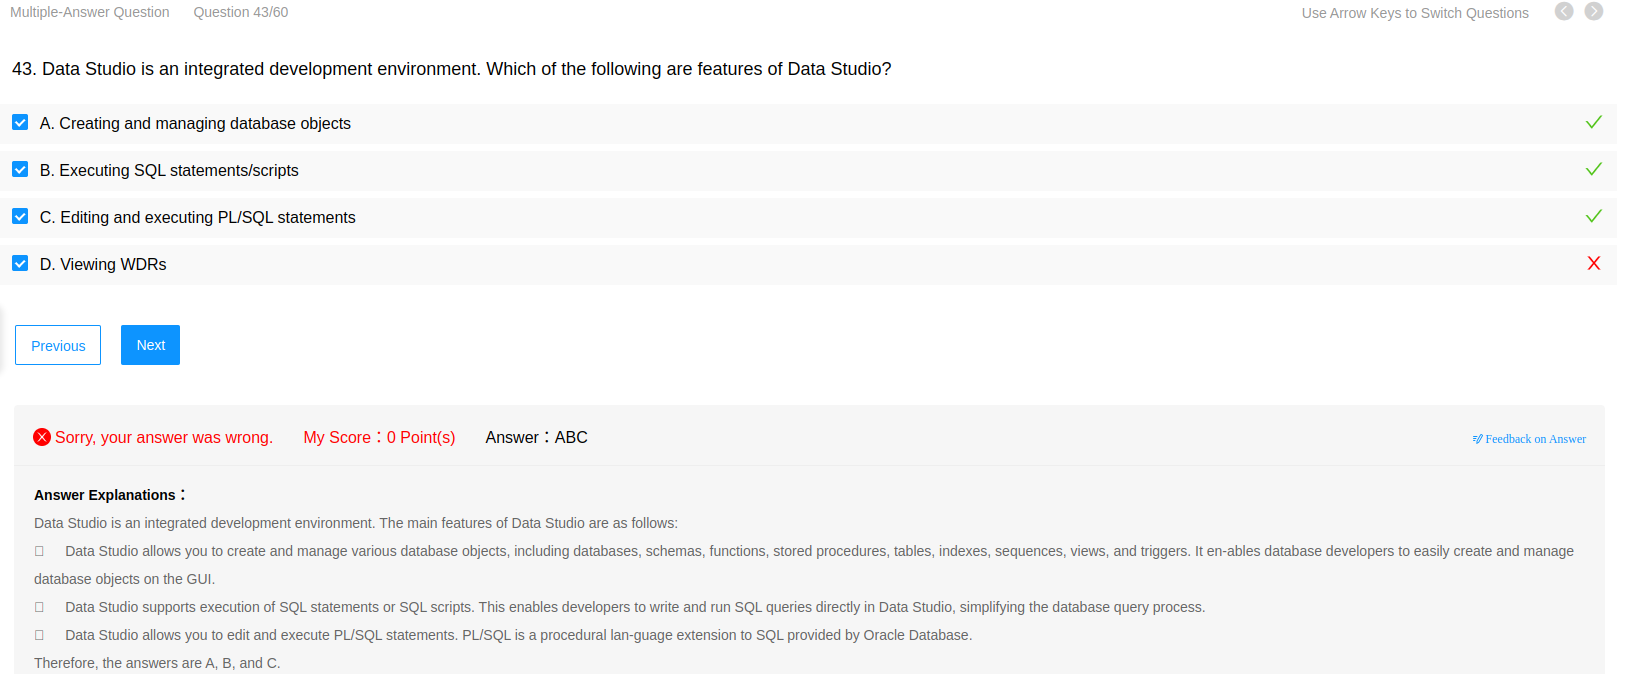 Multiple-Answer Question Question 43/60 Use Arrow Keys to Switch Questions
43. Data Studio is an integrated development environment. Which of the following are features of Data Studio?
A. Creating and managing database objects
B. Executing SQL statements/scripts
C. Editing and executing PL/SQL statements
D. Viewing WDRs
Previous Next
Sorry, your answer was wrong. My Score：0 Point(s) Answer：ABC Feedback on Answer
Answer Explanations：
Data Studio is an integrated development environment. The main features of Data Studio are as follows:
Data Studio allows you to create and manage various database objects, including databases, schemas, functions, stored procedures, tables, indexes, sequences, views, and triggers. It en-ables database developers to easily create and manage
database objects on the GUI.
Data Studio supports execution of SQL statements or SQL scripts. This enables developers to write and run SQL queries directly in Data Studio, simplifying the database query process.
Data Studio allows you to edit and execute PL/SQL statements. PL/SQL is a procedural lan-guage extension to SQL provided by Oracle Database.
Therefore, the answers are A, B, and C.